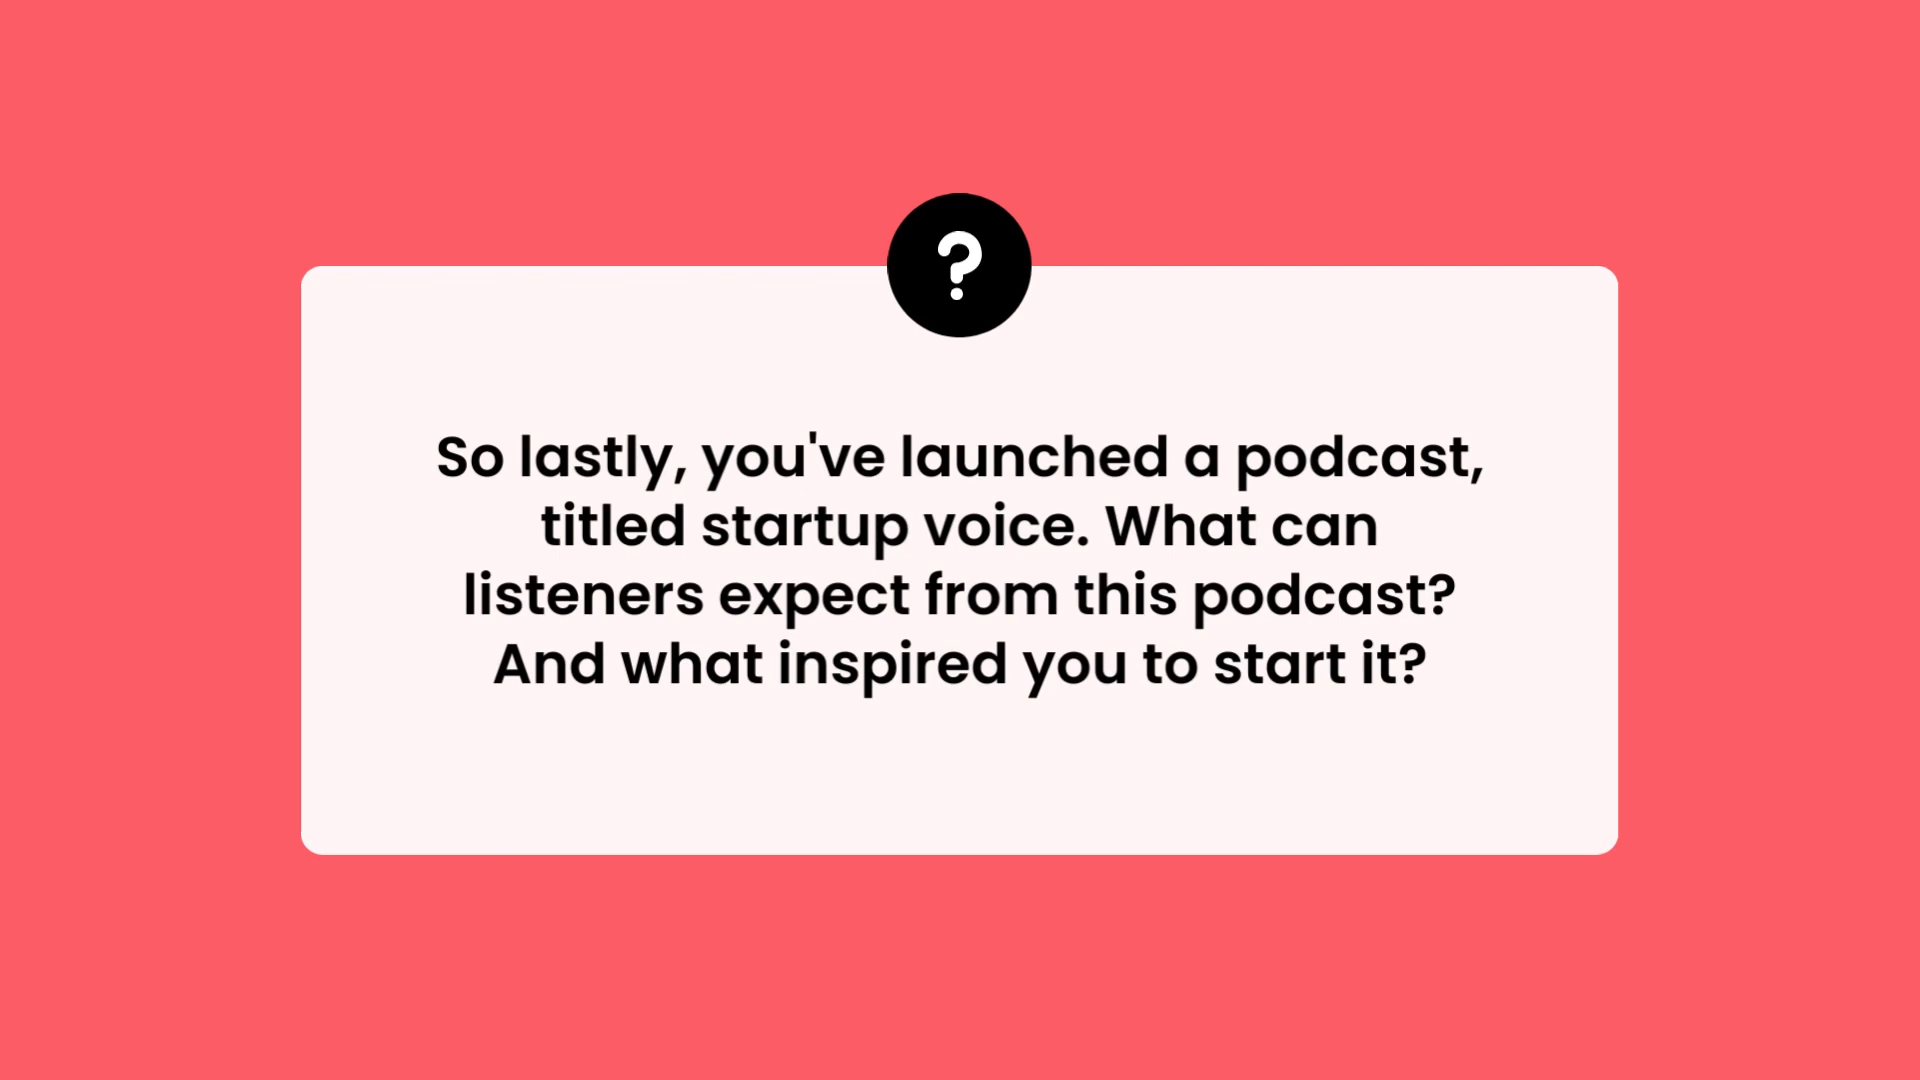 ?
So lastly, you've launched a podcast,
titled startup voice. What can
listeners expect from this podcast?
And what inspired you to start it?